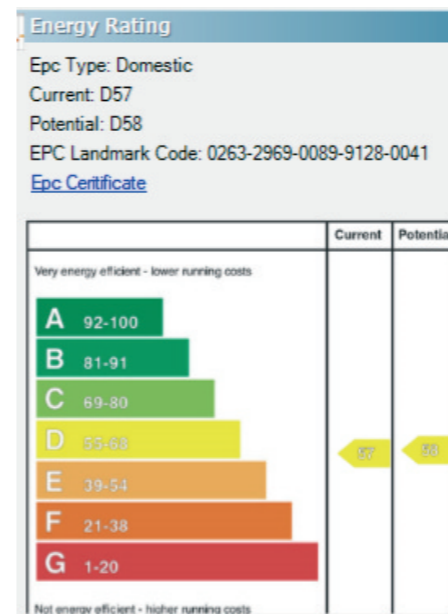 Energy Rating
Epc Type: Domestic
Current: D57
Potential: D58
EPC Landmark Code: 0263-2969-0089-9128-0041
Epc Ceritificate
Current Potentia
Very energy efficient - lower running costs
A 92-100
B 81-91
C 69-80
D 55-68
57 58
E 39-54
F 21-38
G 1-20
Not energy efficient - higher running costs